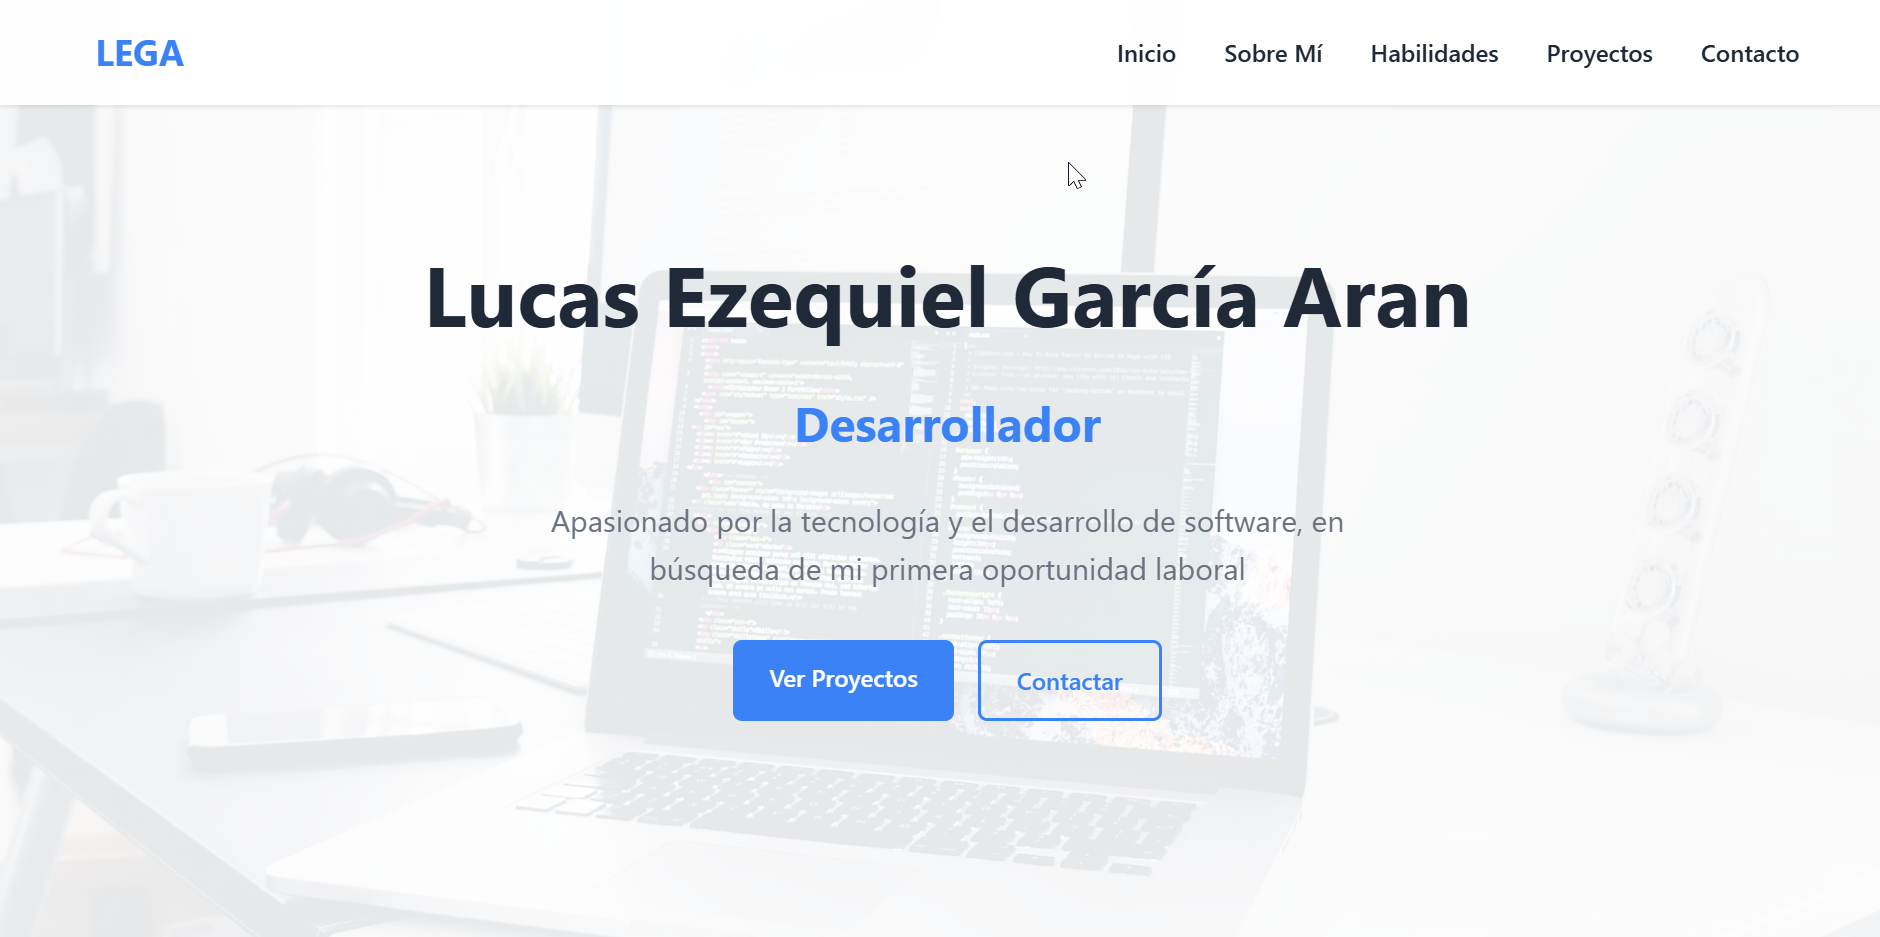 LEGA
Inicio
Sobre Mí
Habilidades
Proyectos
Contacto
Lucas Ezequiel García Aran
Desarrollador
Apasionado por la tecnología y el desarrollo de software, en
búsqueda de mi primera oportunidad laboral
Ver Proyectos
Contactar